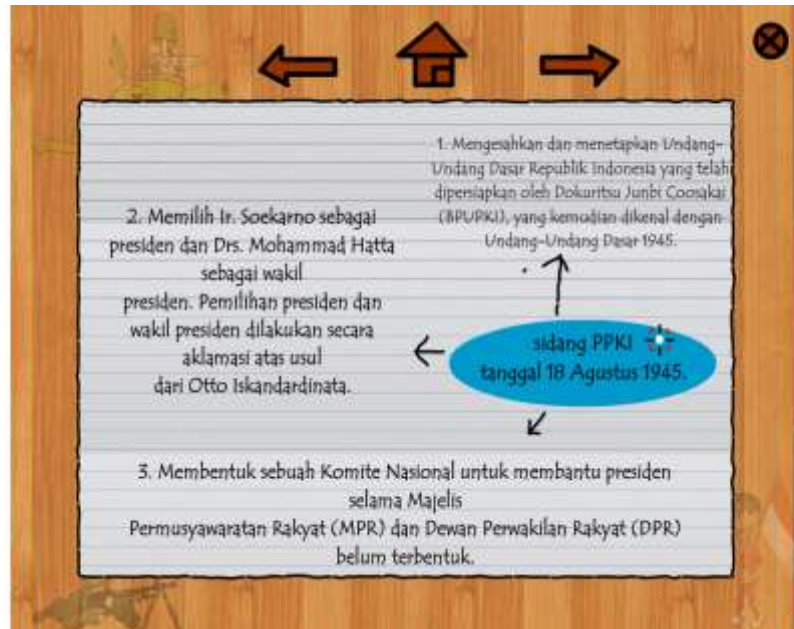 1. Mengesahkan dan menetapkan Undang-
Undang Dasar Republik Indonesia yang telah
dipersiapkan oleh Dokuritsu Junbi Coosakai
(BPUPKI), yang kemudian dikenal dengan
Undang-Undang Dasar 1945.
2. Memilih Ir. Soekarno sebagai
presiden dan Drs. Mohammad Hatta
sebagai wakil
presiden. Pemilihan presiden dan
wakil presiden dilakukan secara
aklamasi atas usul
dari Otto Iskandardinata.
sidang PPKI
tanggal 18 Agustus 1945.
3. Membentuk sebuah Komite Nasional untuk membantu presiden
selama Majelis
Permusyawaratan Rakyat (MPR) dan Dewan Perwakilan Rakyat (DPR)
belum terbentuk.